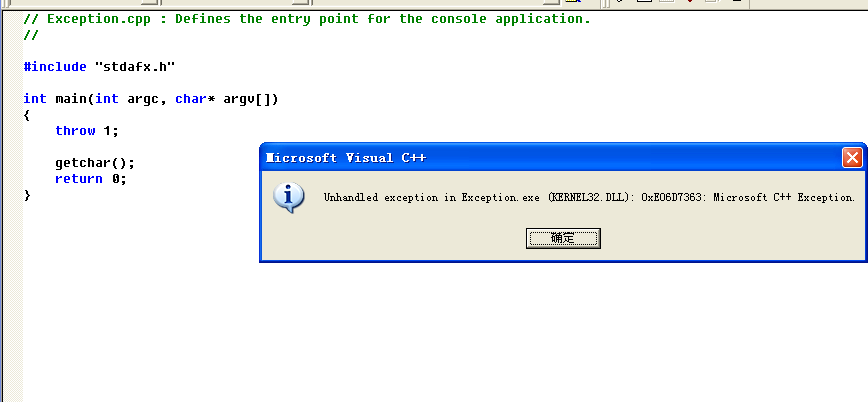 // Exception.cpp : Defines the entry point for the console application.
//
#include "stdafx.h"
int main(int argc, char* argv[])
{
throw 1;
getchar();
return 0;
}
Microsoft Visual C++
Unhandled exception in Exception.exe (KERNEL32.DLL): 0xE06D7363: Microsoft C++ Exception.
确定